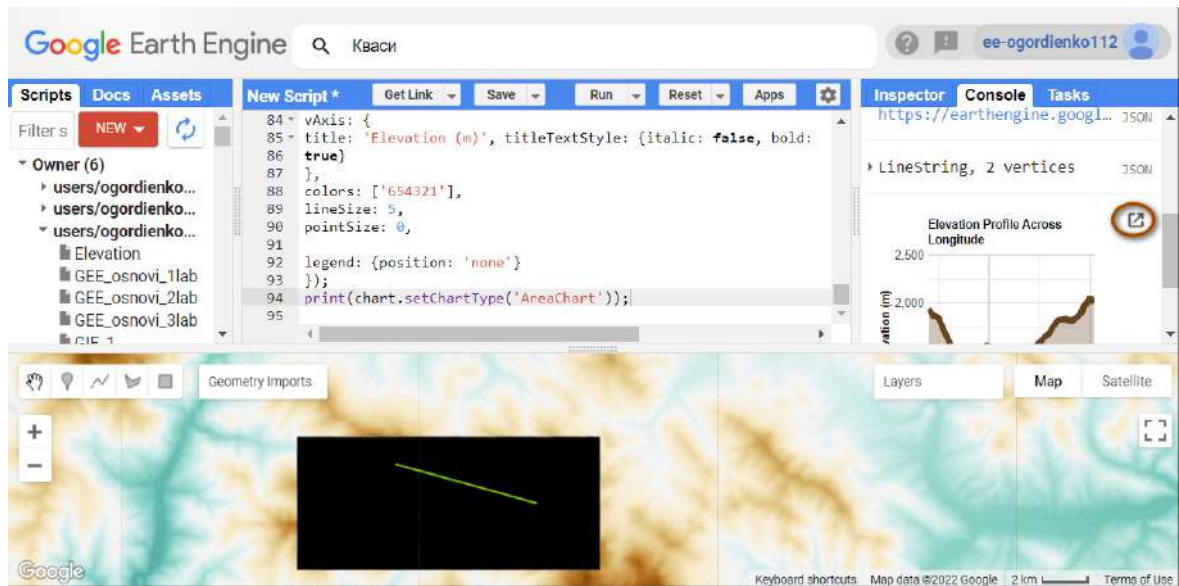 Google Earth Engine
Кваси
ee-ogordienko112
Scripts Docs Assets
Filter s
NEW
Owner (6)
users/ogordienko...
users/ogordienko...
users/ogordienko...
Elevation
GEE_osnovi_1lab
GEE_osnovi_2lab
GEE_osnovi_3lab
GIF_1
New Script *
Get Link
Save
Run
Reset
Apps
84 vAxis: {
85 title: 'Elevation (m)', titleTextStyle: {italic: false, bold:
86 true}
87 },
88 colors: ['654321'],
89 lineSize: 5,
90 pointSize: 0,
91
92 legend: {position: 'none'}
93 });
94 print(chart.setChartType('AreaChart'));
95
Inspector Console Tasks
https://earthengine.googl... JSON
LineString, 2 vertices JSON
Elevation Profile Across
Longitude
2,500
2,000
vation (m)
Geometry Imports
Layers
Map
Satellite
+
−
Google
Keyboard shortcuts
Map data ©2022 Google
2 km
Terms of Use